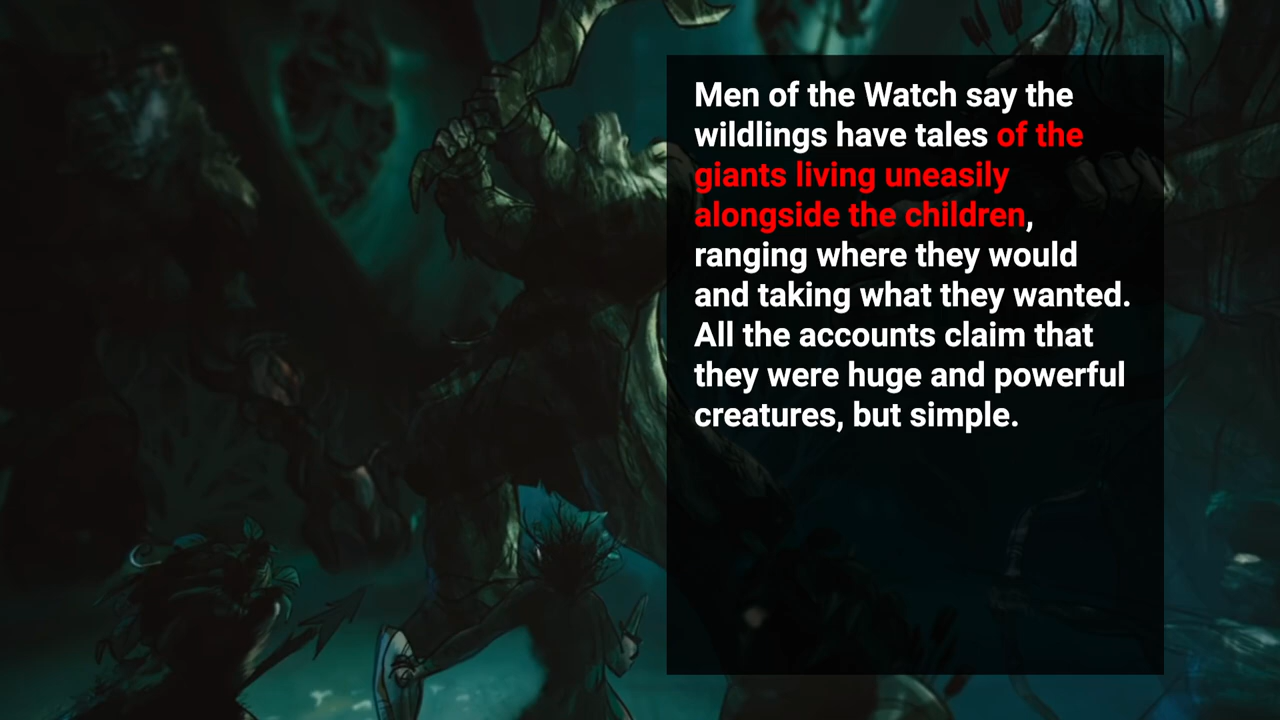 Men of the Watch say the
wildlings have tales of the
giants living uneasily
alongside the children,
ranging where they would
and taking what they wanted.
All the accounts claim that
they were huge and powerful
creatures, but simple.